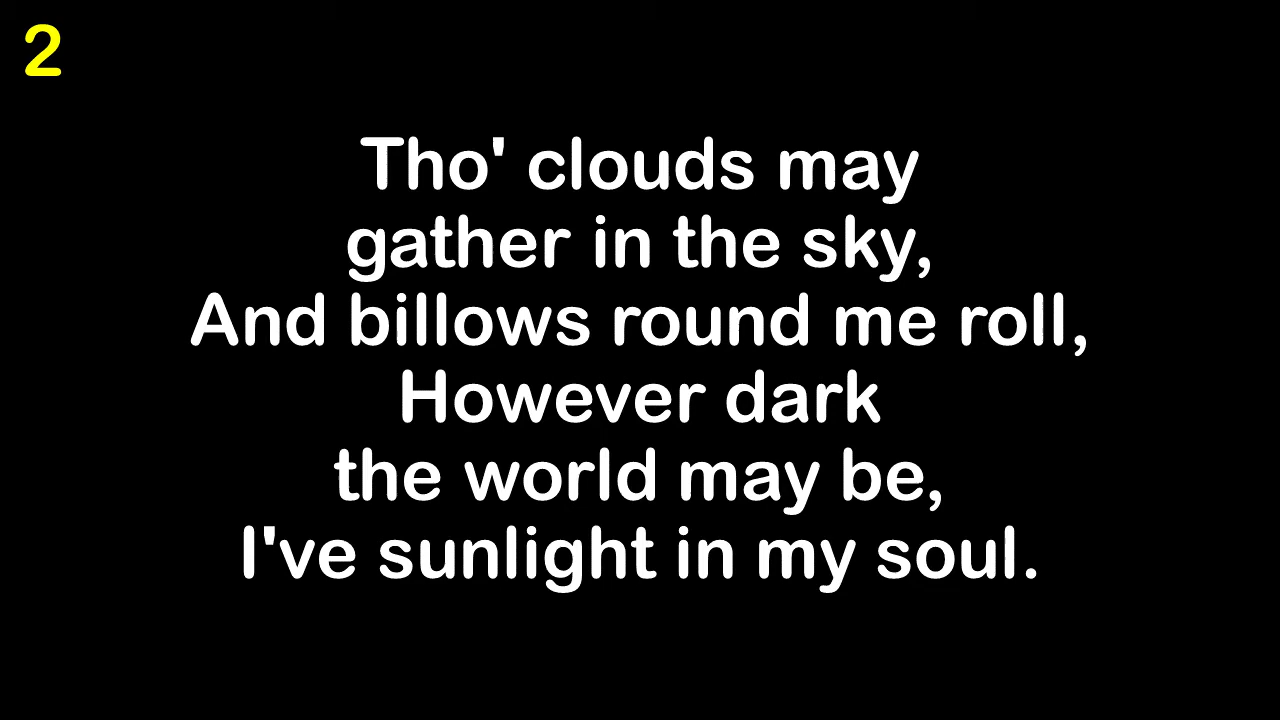 2
Tho' clouds may
gather in the sky,
And billows round me roll,
However dark
the world may be,
I've sunlight in my soul.